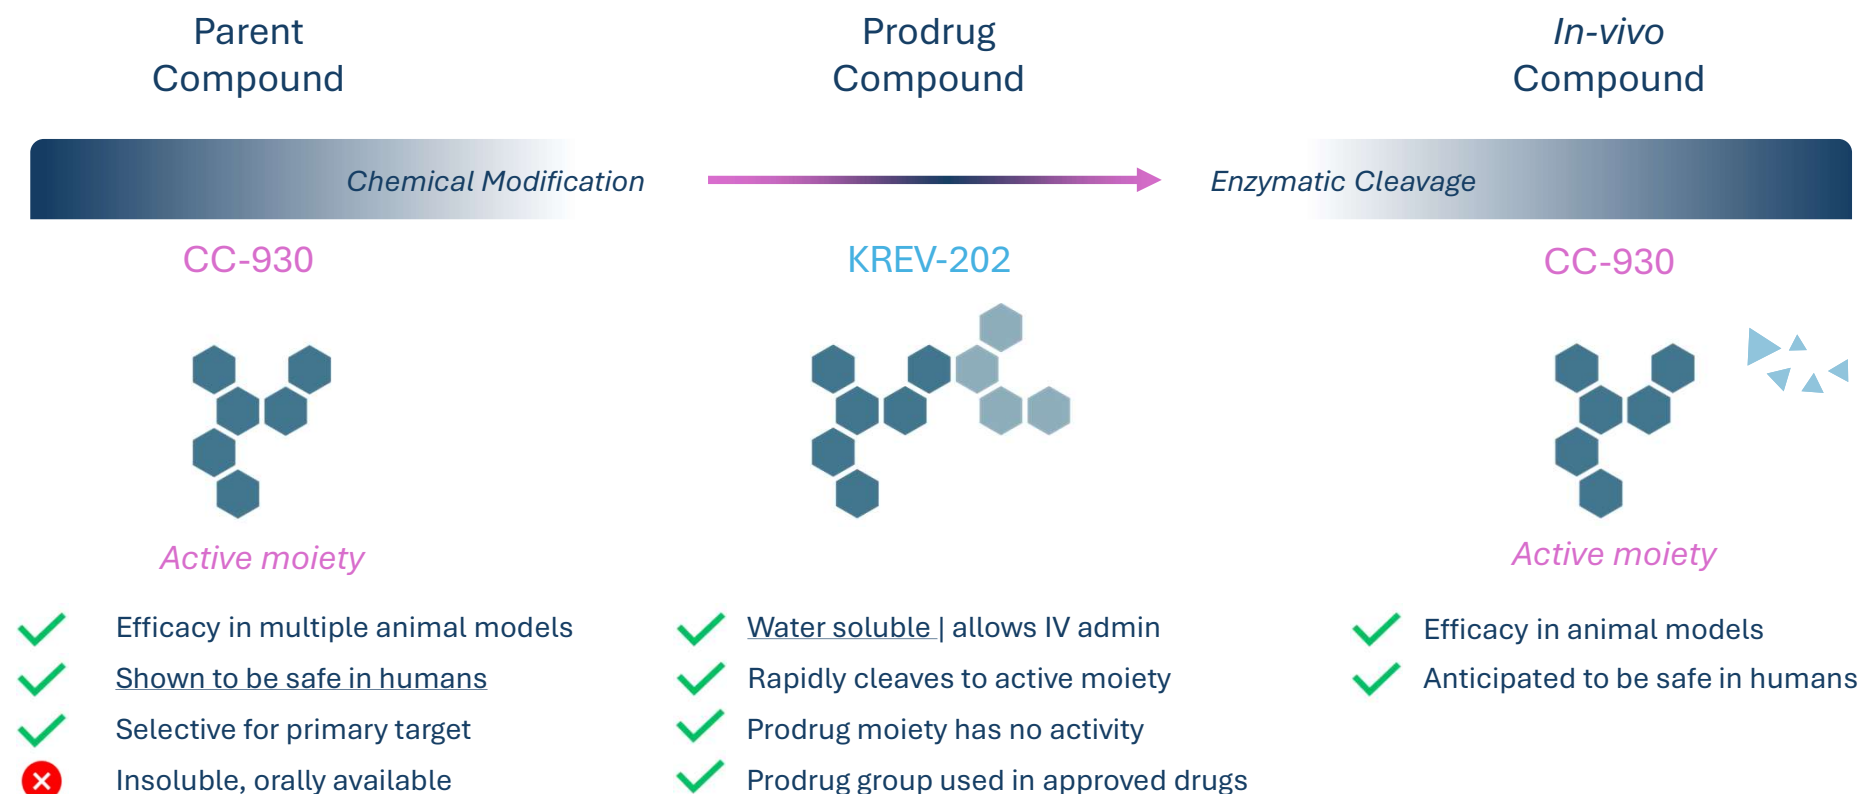 Parent
Compound
Prodrug
Compound
In-vivo
Compound
Chemical Modification
Enzymatic Cleavage
CC-930
KREV-202
CC-930
Active moiety
Active moiety
Efficacy in multiple animal models
Shown to be safe in humans
Selective for primary target
Insoluble, orally available
Water soluble | allows IV admin
Rapidly cleaves to active moiety
Prodrug moiety has no activity
Prodrug group used in approved drugs
Efficacy in animal models
Anticipated to be safe in humans